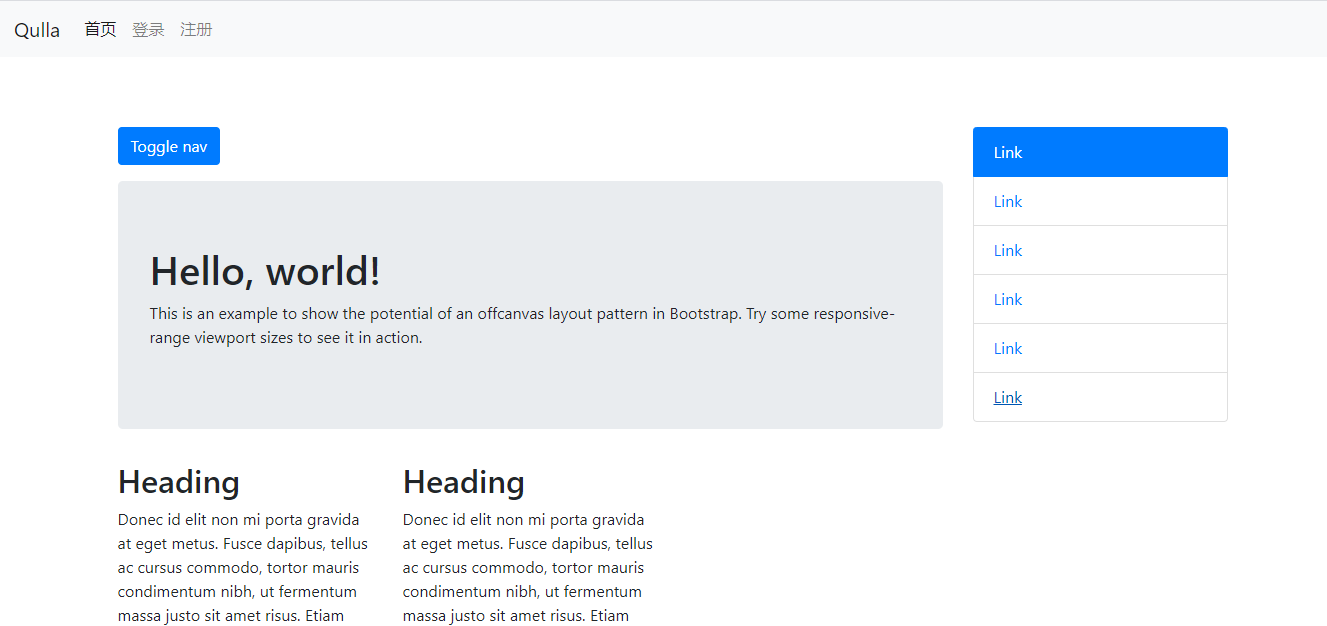 Qulla 首页 登录 注册
Toggle nav
Hello, world!
This is an example to show the potential of an offcanvas layout pattern in Bootstrap. Try some responsive-
range viewport sizes to see it in action.
Link
Link
Link
Link
Link
Link
Heading
Donec id elit non mi porta gravida
at eget metus. Fusce dapibus, tellus
ac cursus commodo, tortor mauris
condimentum nibh, ut fermentum
massa justo sit amet risus. Etiam
Heading
Donec id elit non mi porta gravida
at eget metus. Fusce dapibus, tellus
ac cursus commodo, tortor mauris
condimentum nibh, ut fermentum
massa justo sit amet risus. Etiam